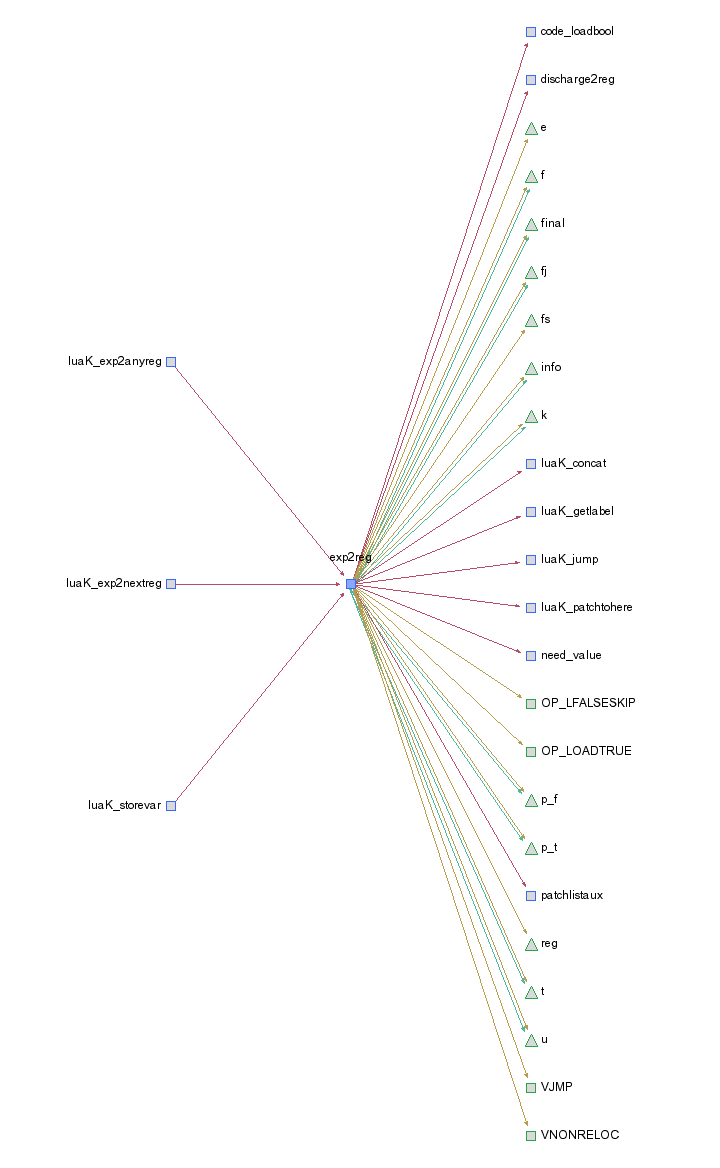 code_loadbool
discharge2reg
e
f
final
fj
fs
luaK_exp2anyreg
info
k
luaK_concat
luaK_getlabel
exp2reg
luaK_jump
luaK_exp2nextreg
luaK_patchtohere
need_value
OP_LFALSESKIP
OP_LOADTRUE
p_f
luaK_storevar
p_t
patchlistaux
reg
t
u
VJMP
VNONRELOC